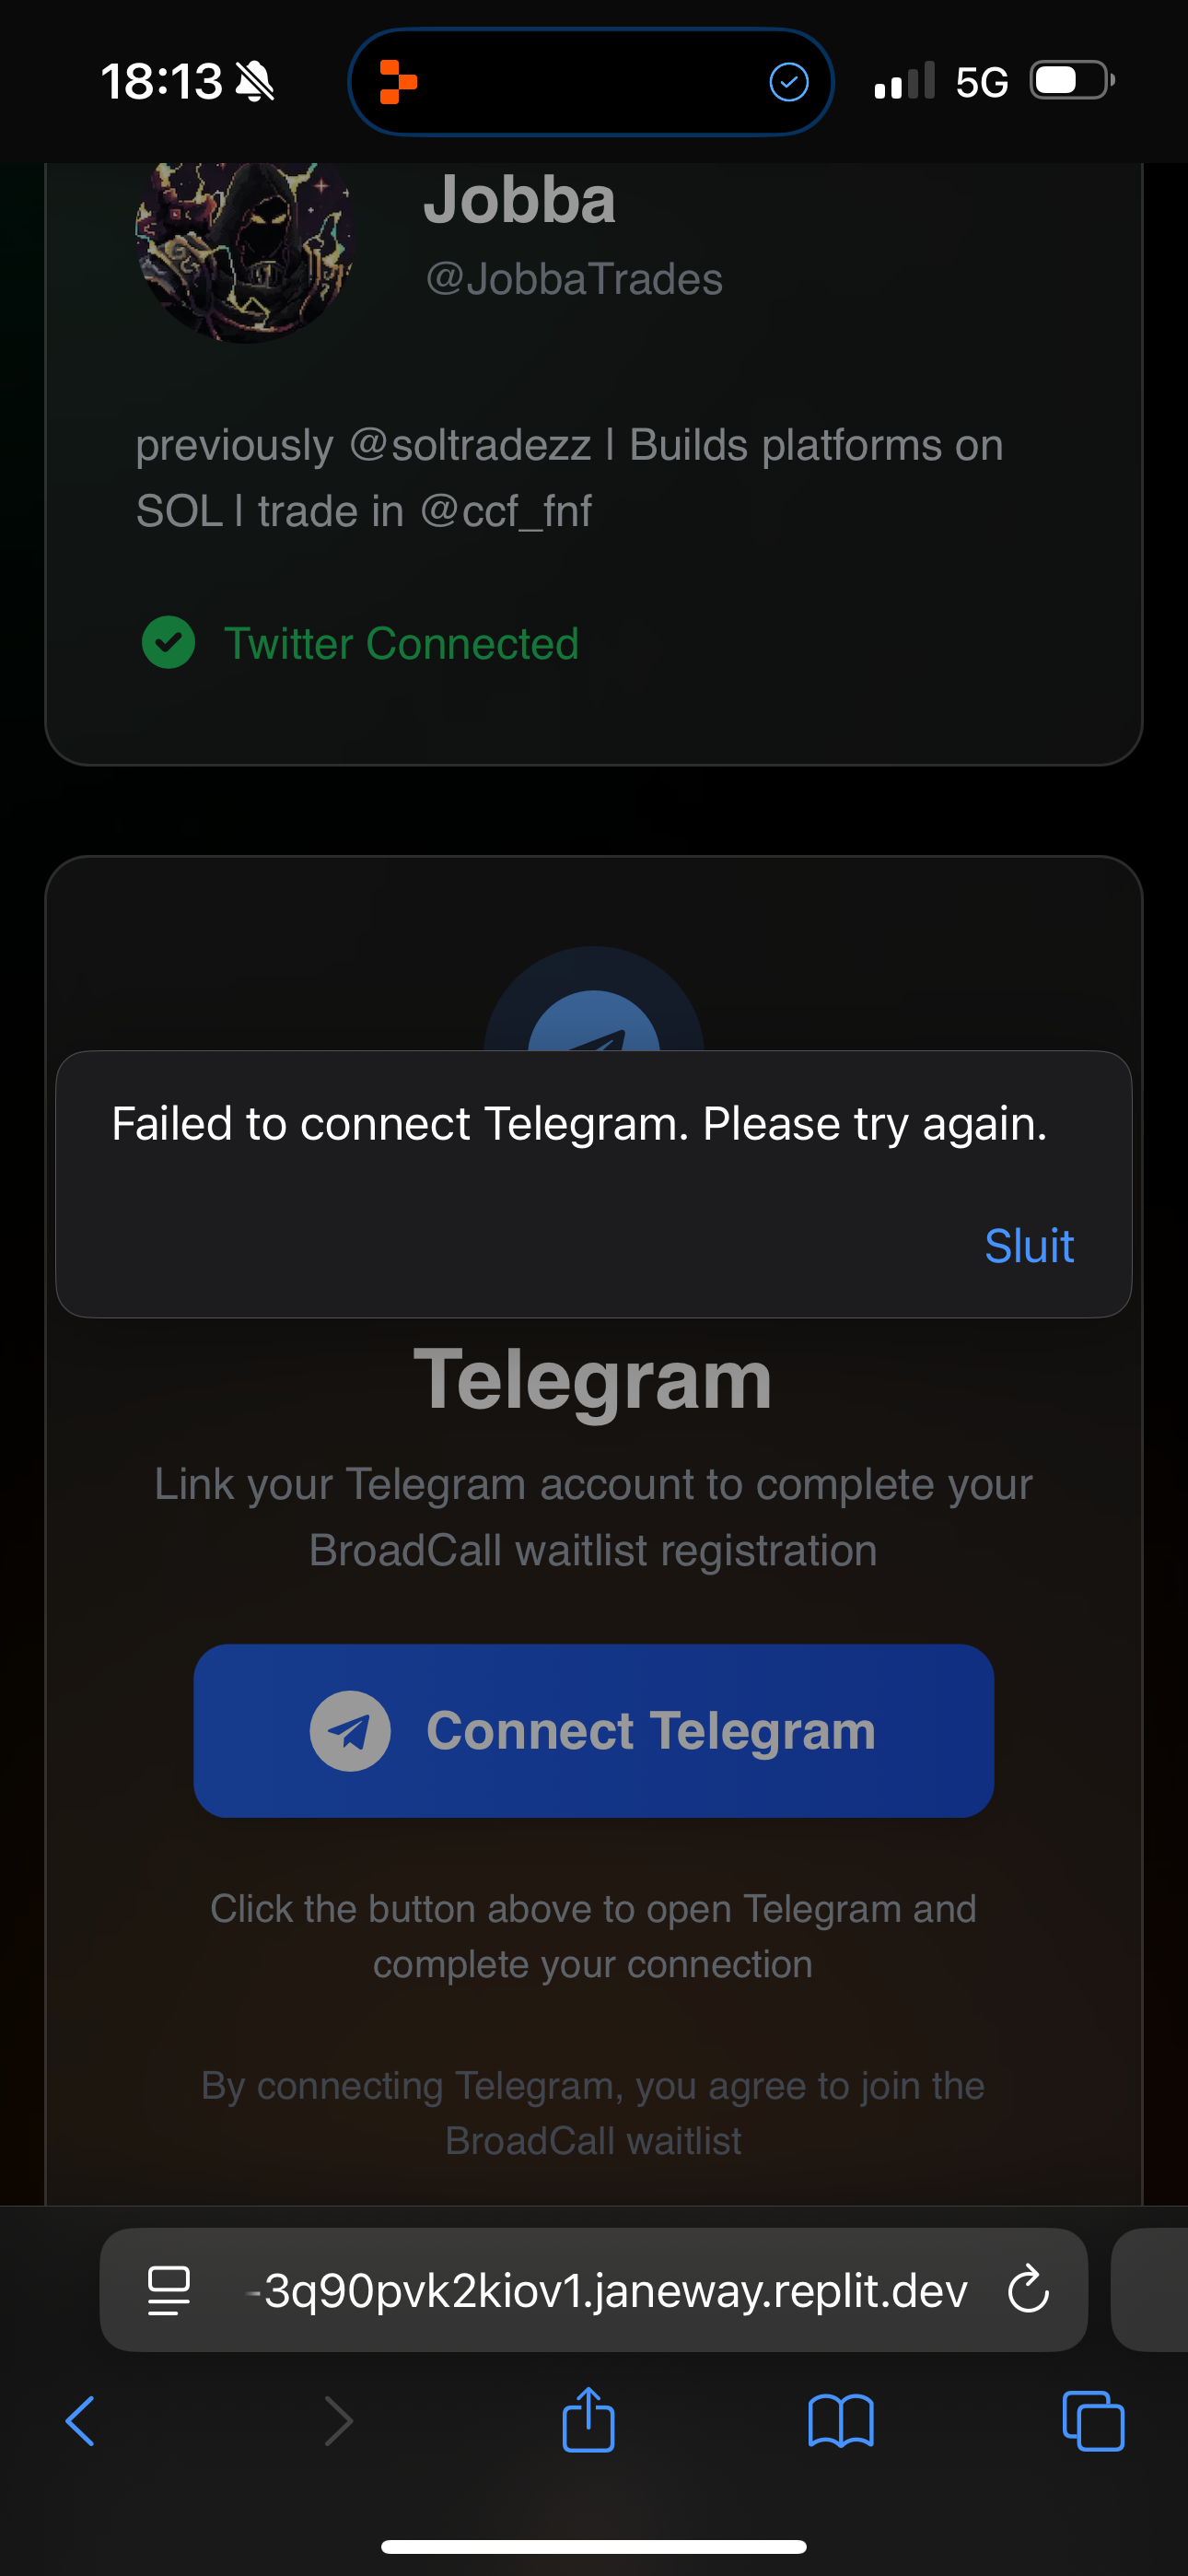 18:13
5G
Jobba
@JobbaTrades
previously @soltradezz | Builds platforms on
SOL | trade in @ccf_fnf
Twitter Connected
Failed to connect Telegram. Please try again.
Sluit
Telegram
Link your Telegram account to complete your
BroadCall waitlist registration
Connect Telegram
Click the button above to open Telegram and
complete your connection
By connecting Telegram, you agree to join the
BroadCall waitlist
-3q90pvk2kiov1.janeway.replit.dev